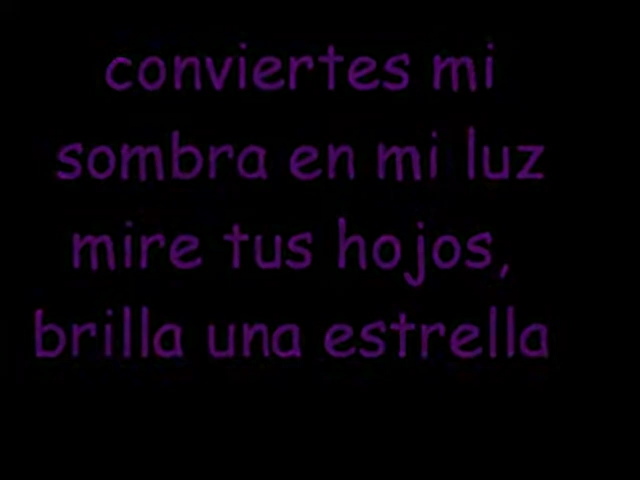 conviertes mi
sombra en mi luz
mire tus hojos,
brilla una estrella